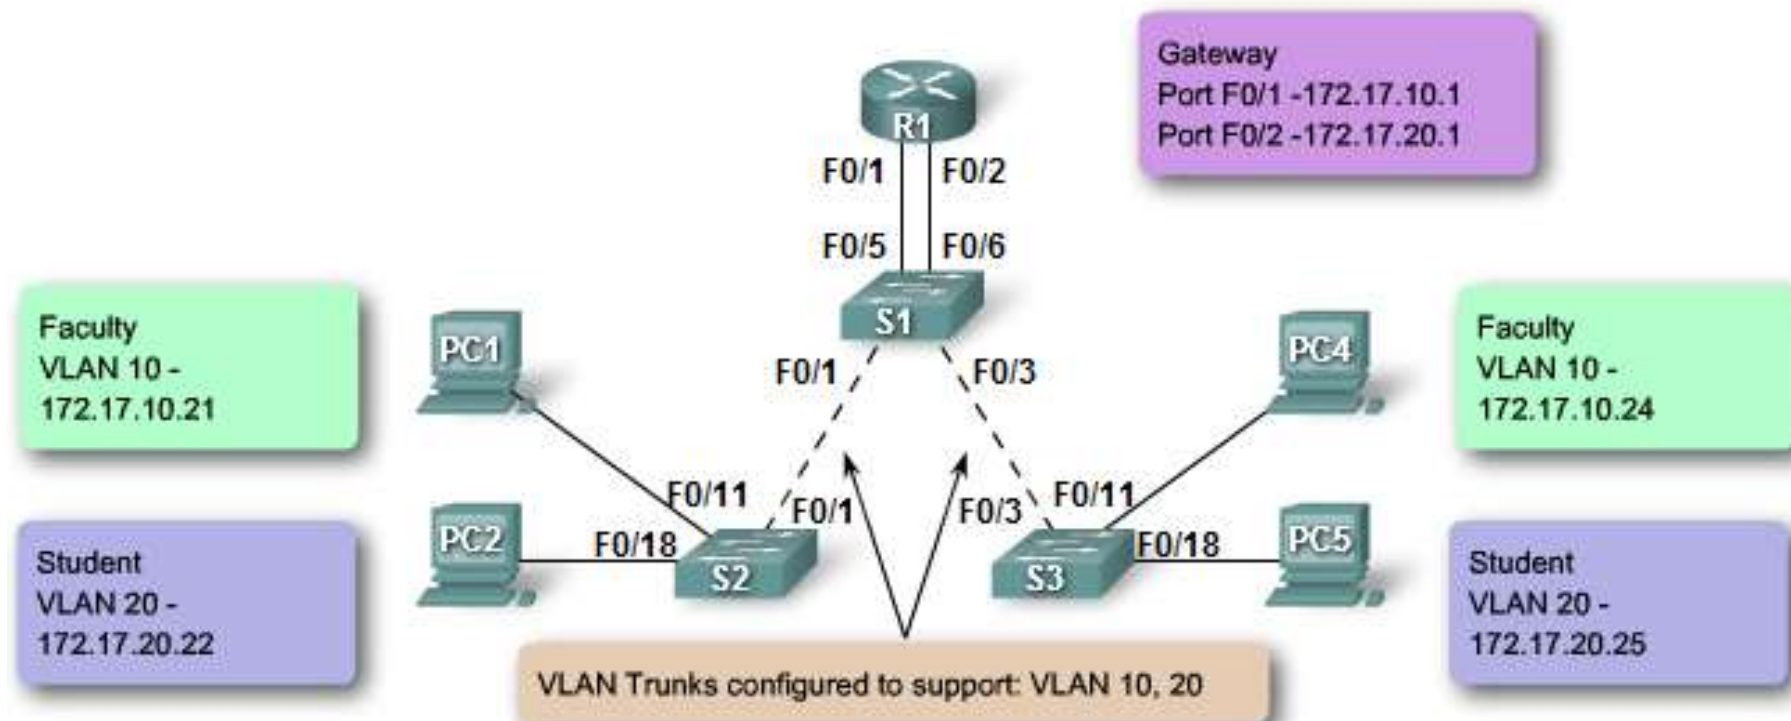 Gateway
Port F0/1 -172.17.10.1
Port F0/2 -172.17.20.1
R1
F0/1
F0/2
F0/5
F0/6
S1
Faculty
VLAN 10 -
172.17.10.21
PC1
F0/1
F0/3
PC4
Faculty
VLAN 10 -
172.17.10.24
F0/11
F0/1
F0/3
F0/11
Student
VLAN 20 -
172.17.20.22
PC2
F0/18
S2
S3
F0/18
PC5
Student
VLAN 20 -
172.17.20.25
VLAN Trunks configured to support: VLAN 10, 20